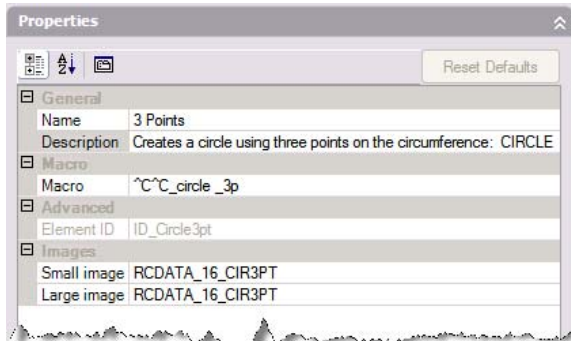 Properties
Reset Defaults
General
Name 3 Points
Description Creates a circle using three points on the circumference: CIRCLE
Macro
Macro ^C^C_circle _3p
Advanced
Element ID ID_Circle3pt
Images
Small image RCDATA_16_CIR3PT
Large image RCDATA_16_CIR3PT